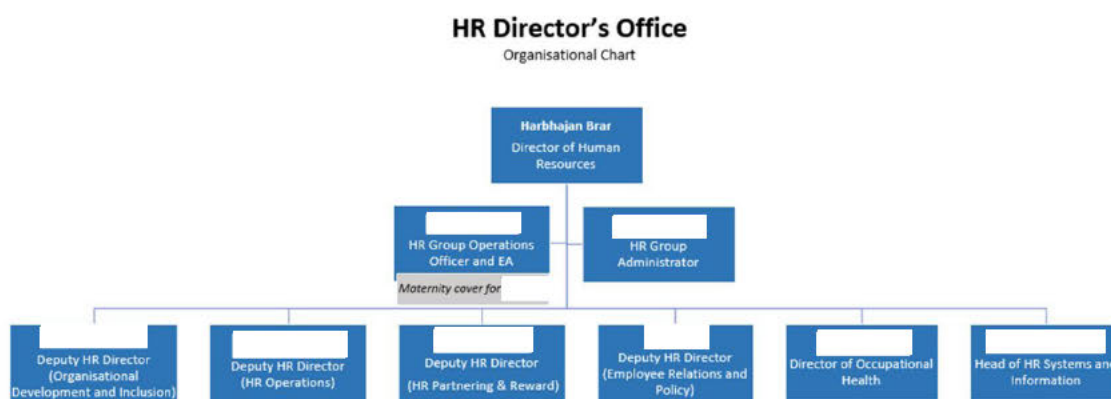 HR Director's Office
Organisational Chart
Harbhajan Brar
Director of Human
Resources
HR Group Operations
Officer and EA
HR Group
Administrator
Maternity cover for
Deputy HR Director
(Organisational
Development and Inclusion)
Deputy HR Director
(HR Operations)
Deputy HR Director
(HR Partnering & Reward)
Deputy HR Director
(Employee Relations and
Policy)
Director of Occupational
Health
Head of HR Systems and
Information